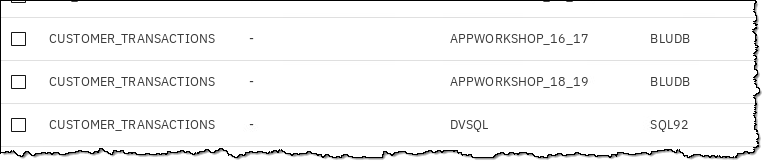 CUSTOMER_TRANSACTIONS - APPWORKSHOP_16_17 BLUDB
CUSTOMER_TRANSACTIONS - APPWORKSHOP_18_19 BLUDB
CUSTOMER_TRANSACTIONS - DVSQL SQL92